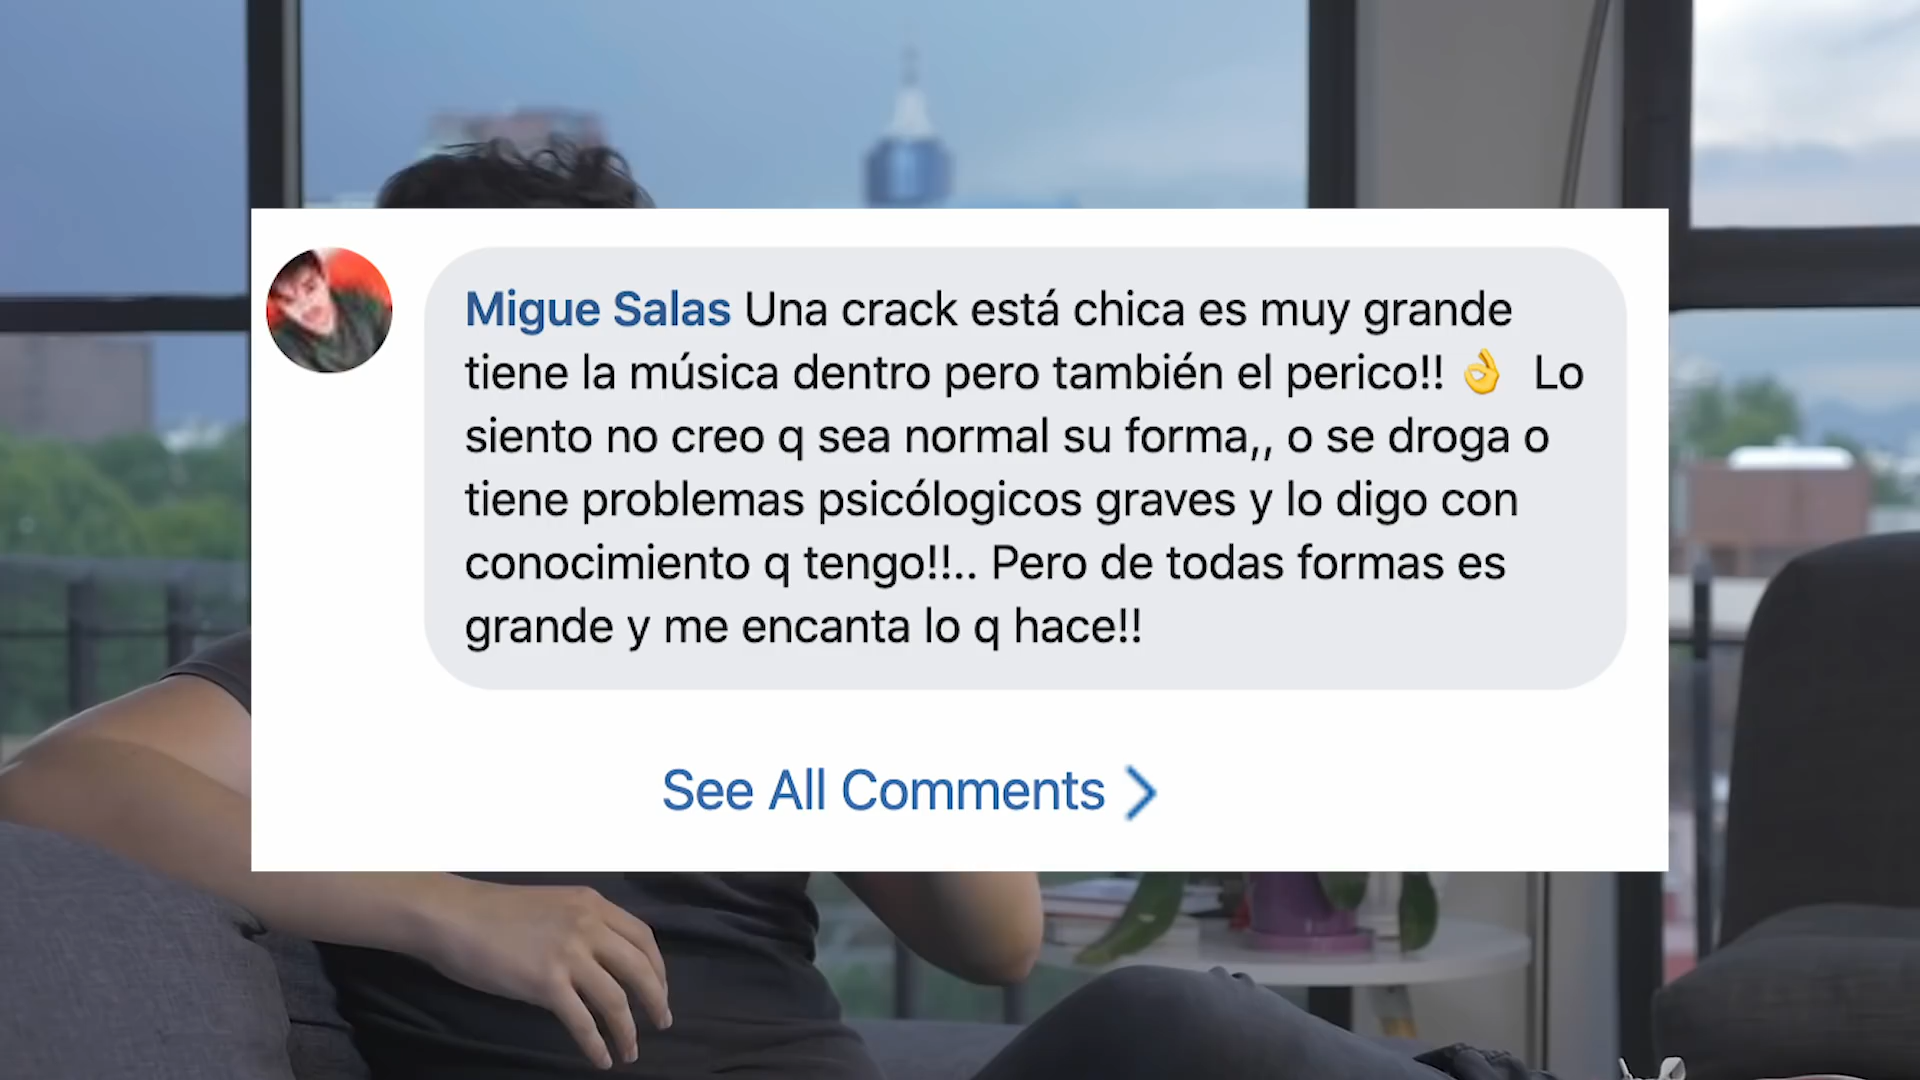 Migue Salas Una crack está chica es muy grande
tiene la música dentro pero también el perico!! 👌 Lo
siento no creo q sea normal su forma,, o se droga o
tiene problemas psicólogicos graves y lo digo con
conocimiento q tengo!!.. Pero de todas formas es
grande y me encanta lo q hace!!
See All Comments